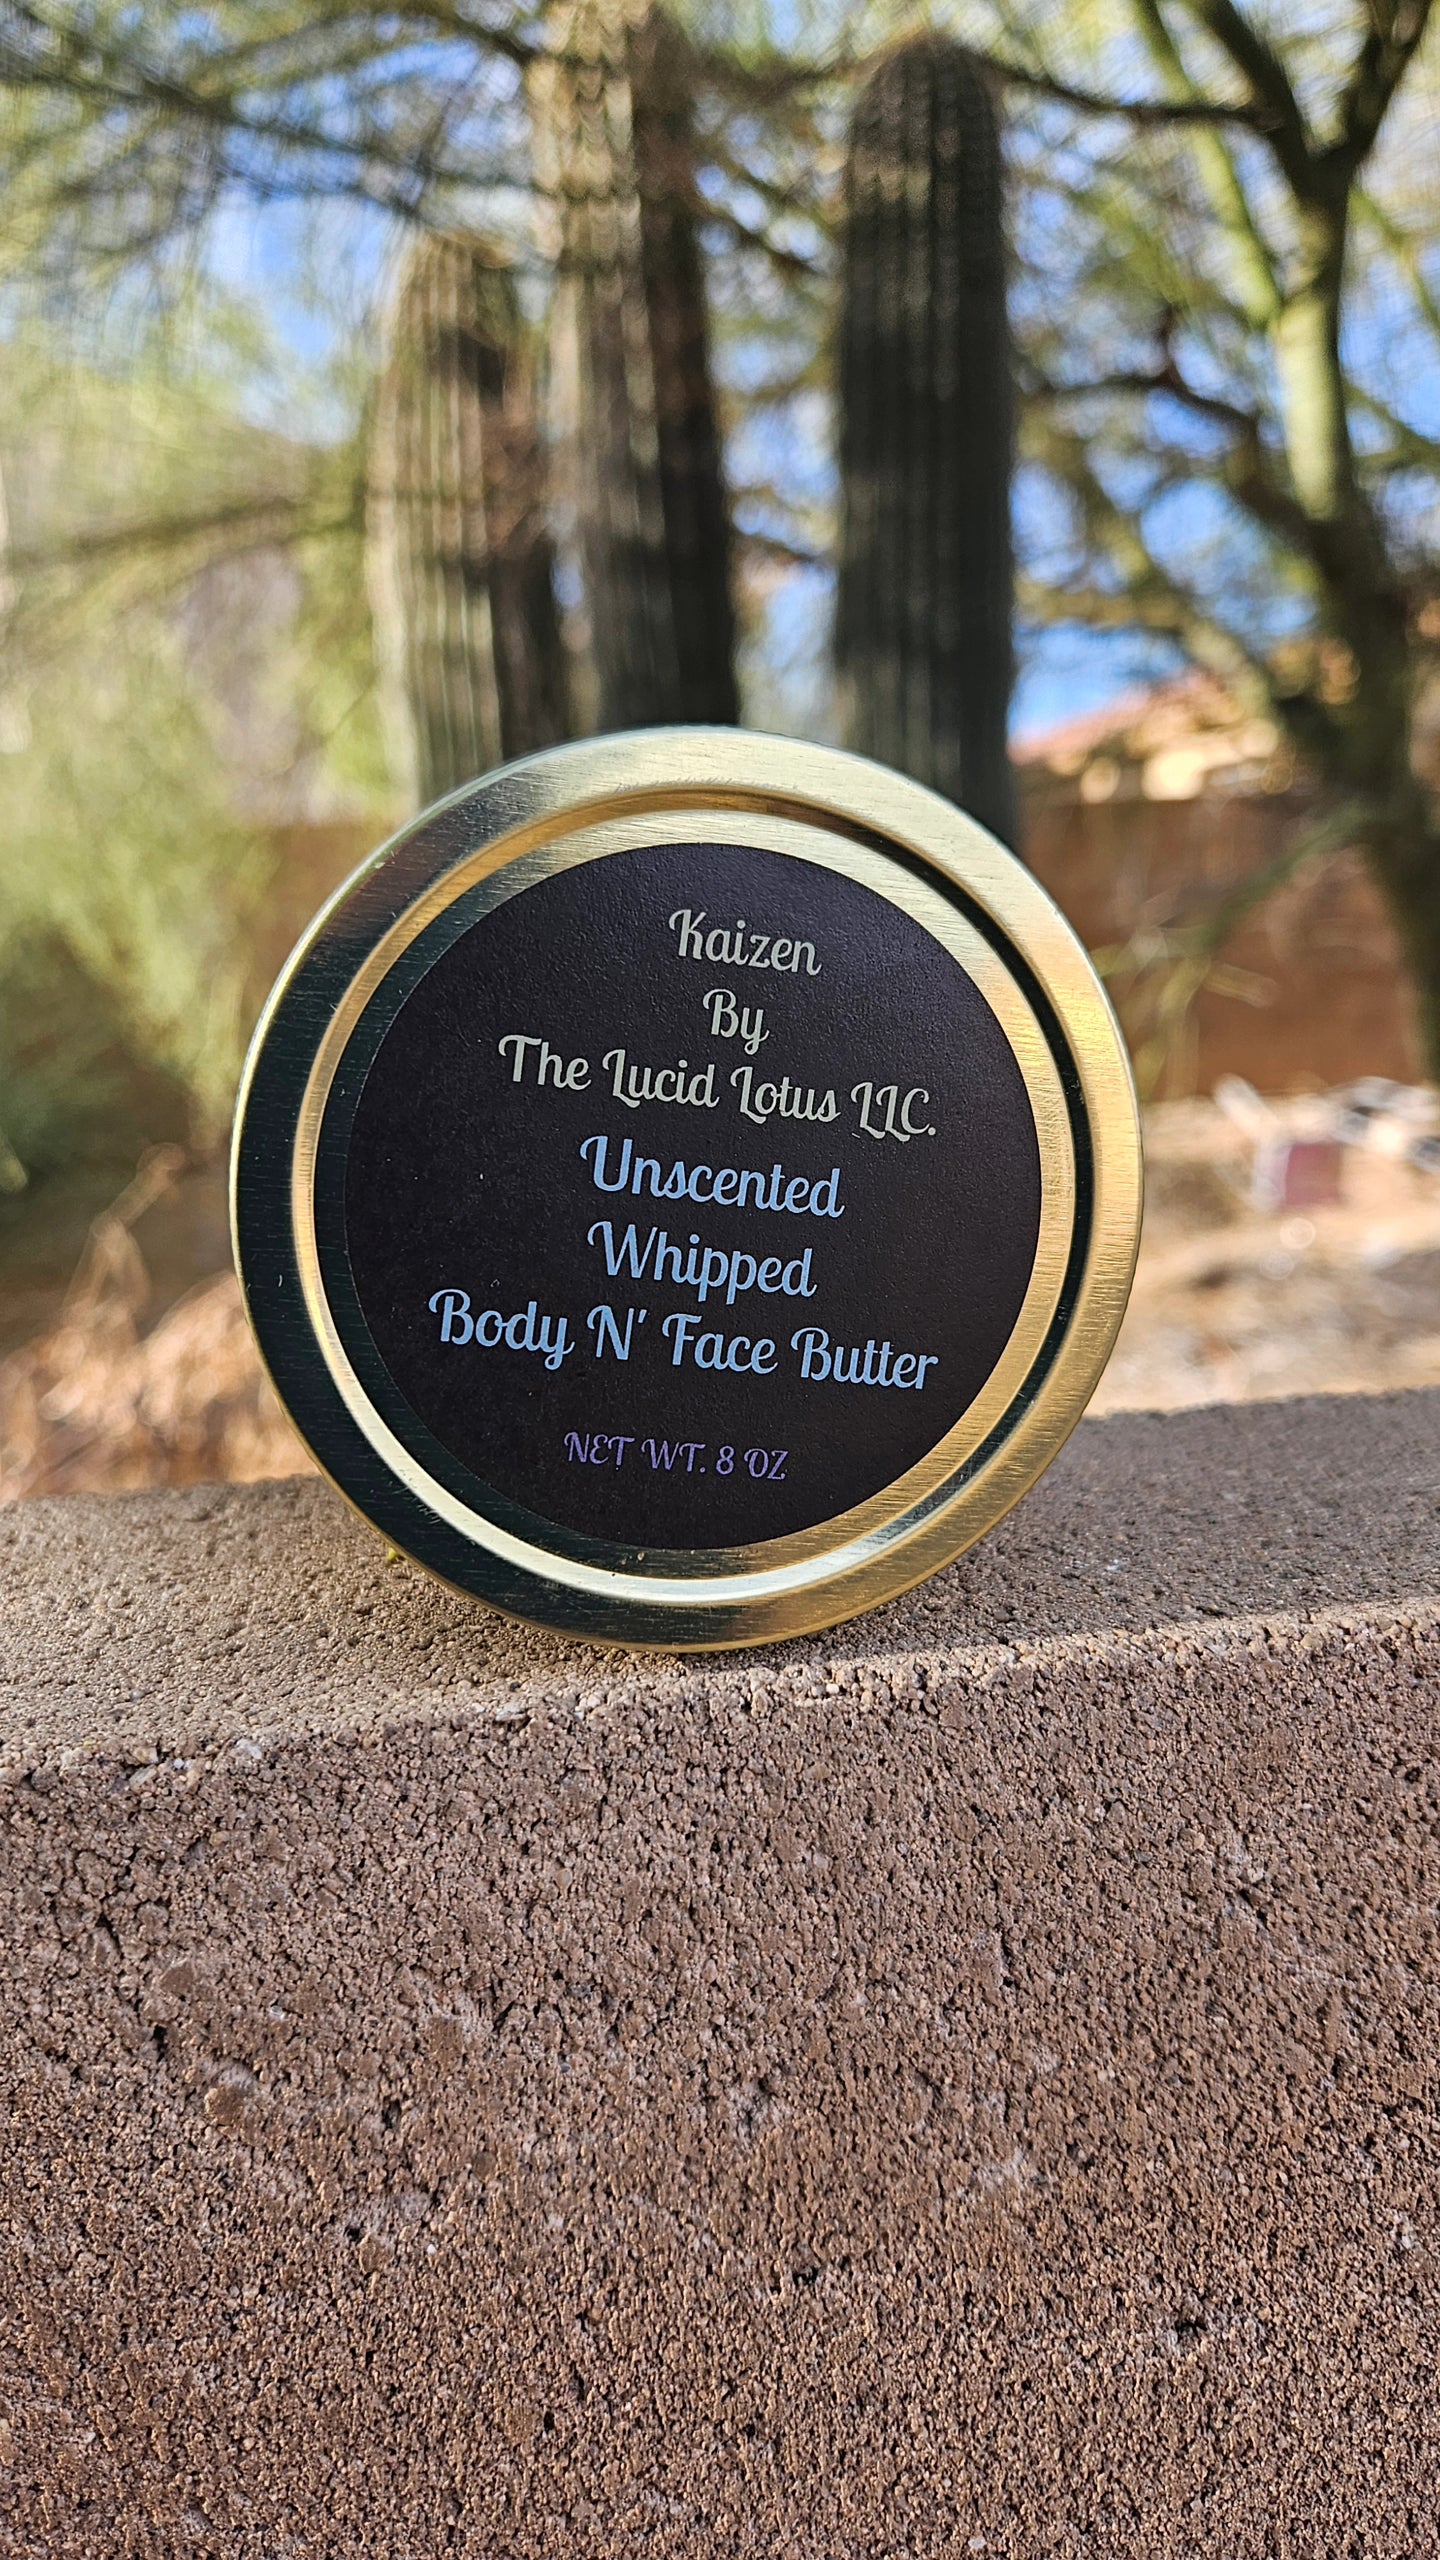 Kaizen
By
The Lucid Lotus LLC.
Unscented
Whipped
Body N' Face Butter
NET WT. 8 OZ